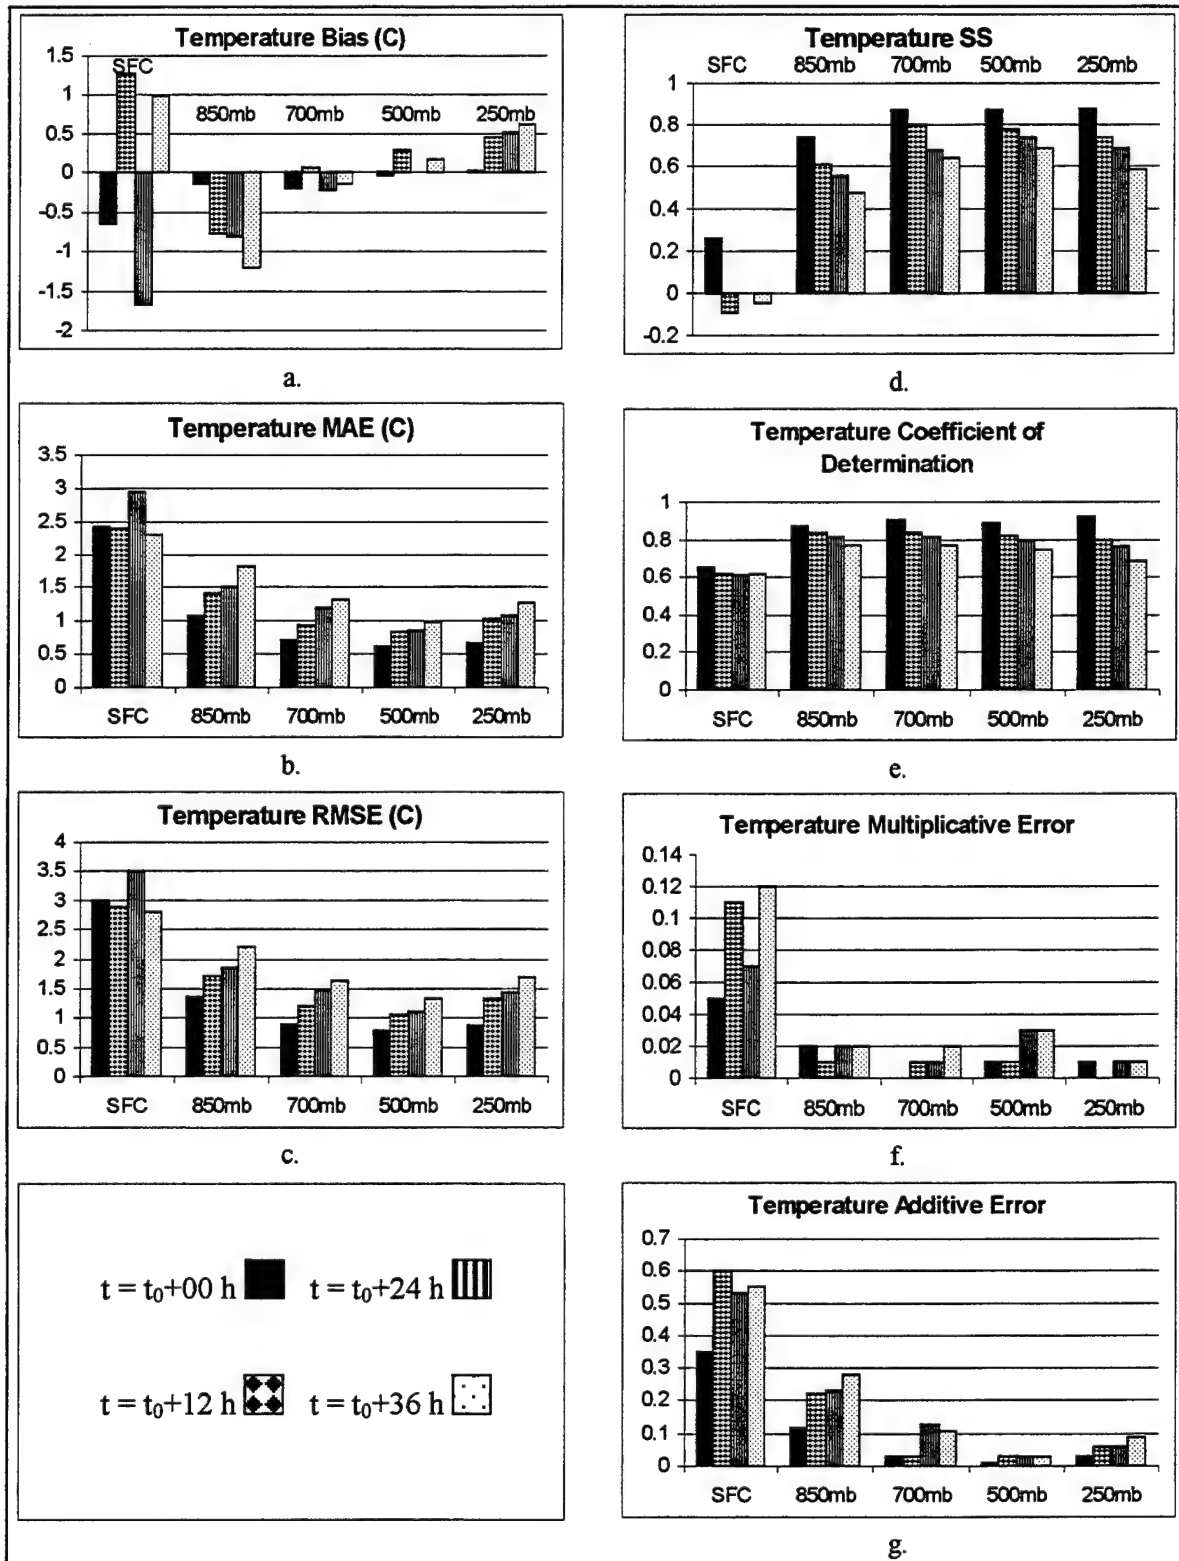 Temperature Bias (C)
1.5
1
0.5
0
-0.5
-1
-1.5
-2
SFC
850mb
700mb
500mb
250mb
a.
Temperature MAE (C)
3.5
3
2.5
2
1.5
1
0.5
0
SFC
850mb
700mb
500mb
250mb
b.
Temperature RMSE (C)
4
3.5
3
2.5
2
1.5
1
0.5
0
SFC
850mb
700mb
500mb
250mb
c.
t = t₀+00 h
t = t₀+24 h
t = t₀+12 h
t = t₀+36 h
Temperature SS
SFC
850mb
700mb
500mb
250mb
1
0.8
0.6
0.4
0.2
0
-0.2
d.
Temperature Coefficient of
Determination
1
0.8
0.6
0.4
0.2
0
SFC
850mb
700mb
500mb
250mb
e.
Temperature Multiplicative Error
0.14
0.12
0.1
0.08
0.06
0.04
0.02
0
SFC
850mb
700mb
500mb
250mb
f.
Temperature Additive Error
0.7
0.6
0.5
0.4
0.3
0.2
0.1
0
SFC
850mb
700mb
500mb
250mb
g.